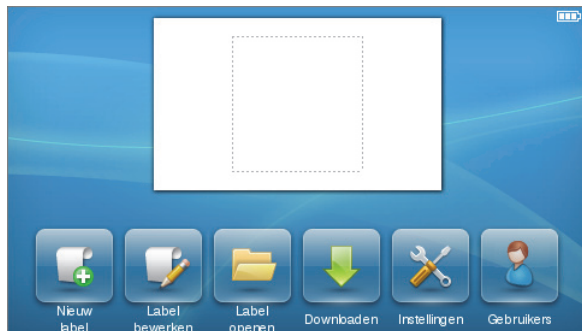 Nieuw
label
Label
bewerken
Label
openen
Downloaden
Instellingen
Gebruikers